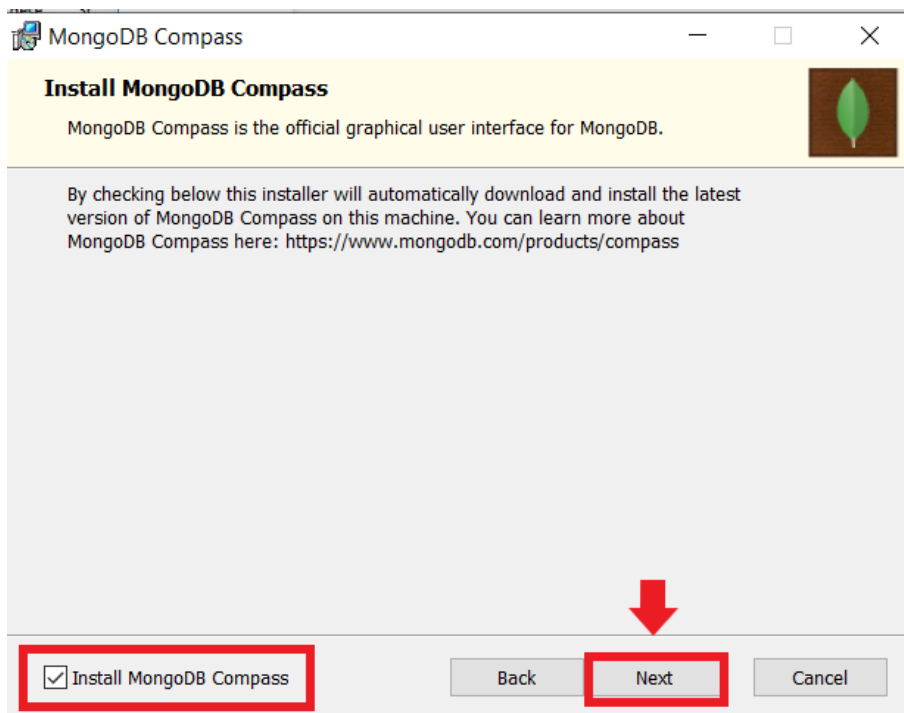 MongoDB Compass
Install MongoDB Compass
MongoDB Compass is the official graphical user interface for MongoDB.
By checking below this installer will automatically download and install the latest
version of MongoDB Compass on this machine. You can learn more about
MongoDB Compass here: https://www.mongodb.com/products/compass
Install MongoDB Compass
Back
Next
Cancel